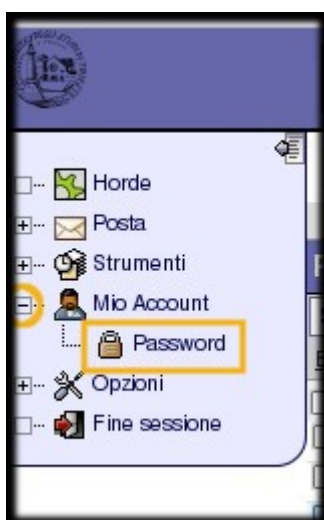 Horde
Posta
Strumenti
Mio Account
Password
Opzioni
Fine sessione